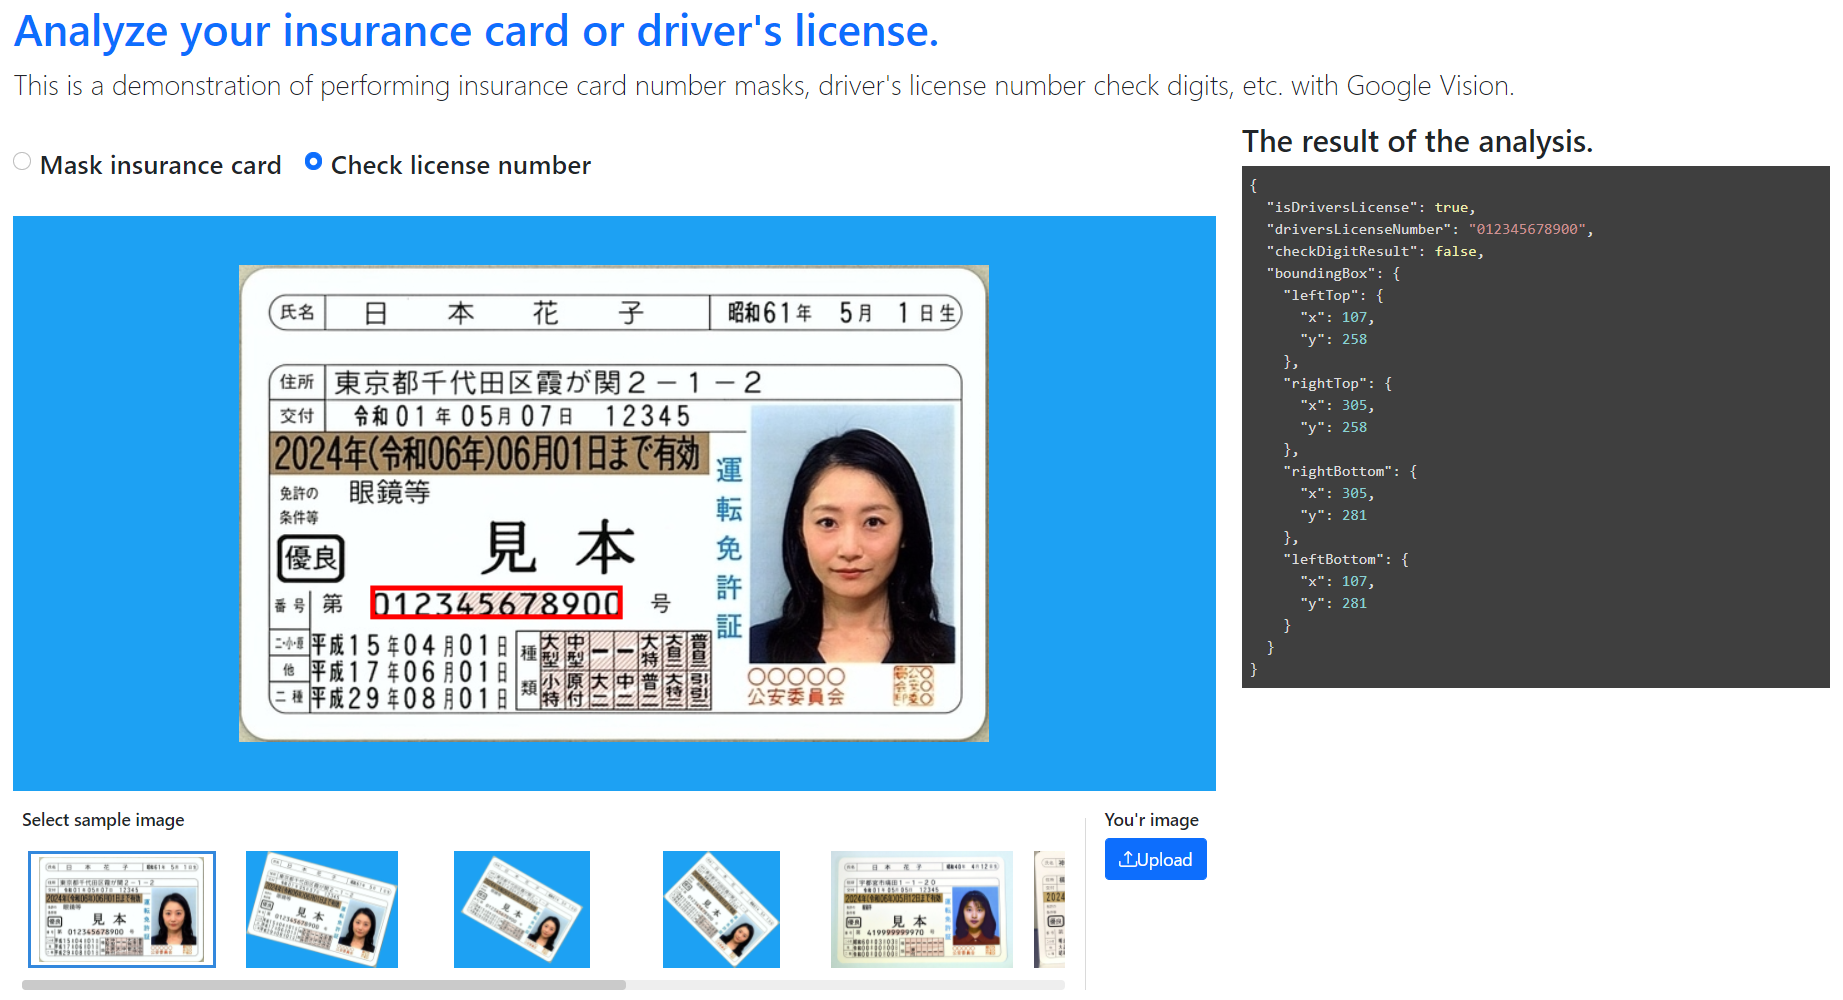 Analyze your insurance card or driver's license.
This is a demonstration of performing insurance card number masks, driver's license number check digits, etc. with Google Vision.
Mask insurance card
Check license number
氏名 日本花子 昭和61年 5月 1日生
住所 東京都千代田区霞が関2-1-2
交付 令和01年05月07日 12345
2024年(令和06年)06月01日まで有効
免許の
条件等
眼鏡等
見本
優良
番号 第 012345678900 号
二・小・原 平成15年04月01日
他 平成17年06月01日
二種 平成29年08月01日
種類
大型 中型 大特 大自二 普自二
小特 原付 大二 中二 普二 大特二 引引二
運転免許証
○○○○○
公安委員会
The result of the analysis.
{
"isDriversLicense": true,
"driversLicenseNumber": "012345678900",
"checkDigitResult": false,
"boundingBox": {
"leftTop": {
"x": 107,
"y": 258
},
"rightTop": {
"x": 305,
"y": 258
},
"rightBottom": {
"x": 305,
"y": 281
},
"leftBottom": {
"x": 107,
"y": 281
}
}
}
Select sample image
You'r image
Upload